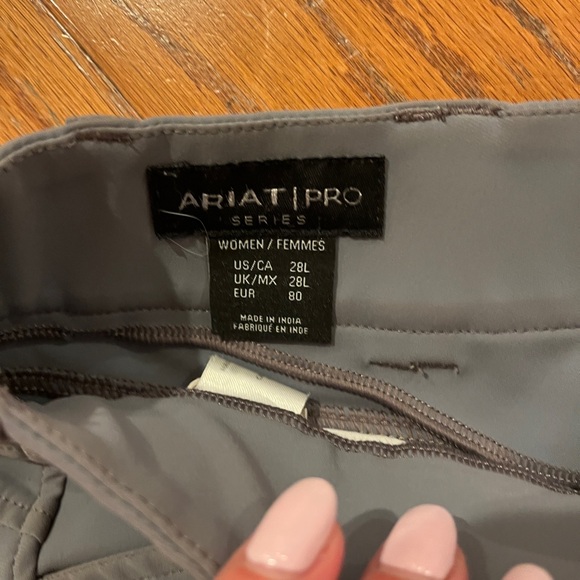 ARIAT|PRO
SERIES
WOMEN / FEMMES
US/CA 28L
UK/MX 28L
EUR 80
MADE IN INDIA
FABRIQUÉ EN INDE